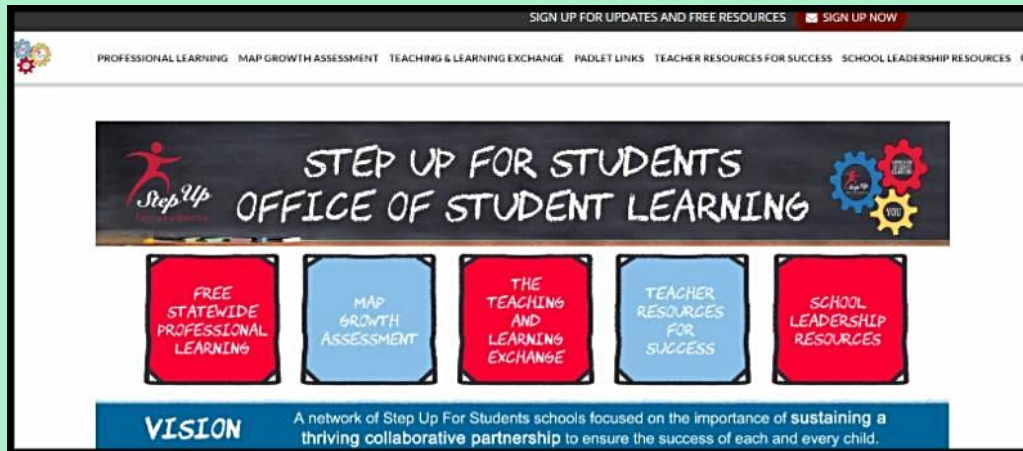 SIGN UP FOR UPDATES AND FREE RESOURCES SIGN UP NOW
PROFESSIONAL LEARNING MAP GROWTH ASSESSMENT TEACHING & LEARNING EXCHANGE PADLET LINKS TEACHER RESOURCES FOR SUCCESS SCHOOL LEADERSHIP RESOURCES
Step Up
for students
STEP UP FOR STUDENTS
OFFICE OF STUDENT LEARNING
YOU
FREE
STATEWIDE
PROFESSIONAL
LEARNING
MAP
GROWTH
ASSESSMENT
THE
TEACHING
AND
LEARNING
EXCHANGE
TEACHER
RESOURCES
FOR
SUCCESS
SCHOOL
LEADERSHIP
RESOURCES
VISION
A network of Step Up For Students schools focused on the importance of sustaining a
thriving collaborative partnership to ensure the success of each and every child.